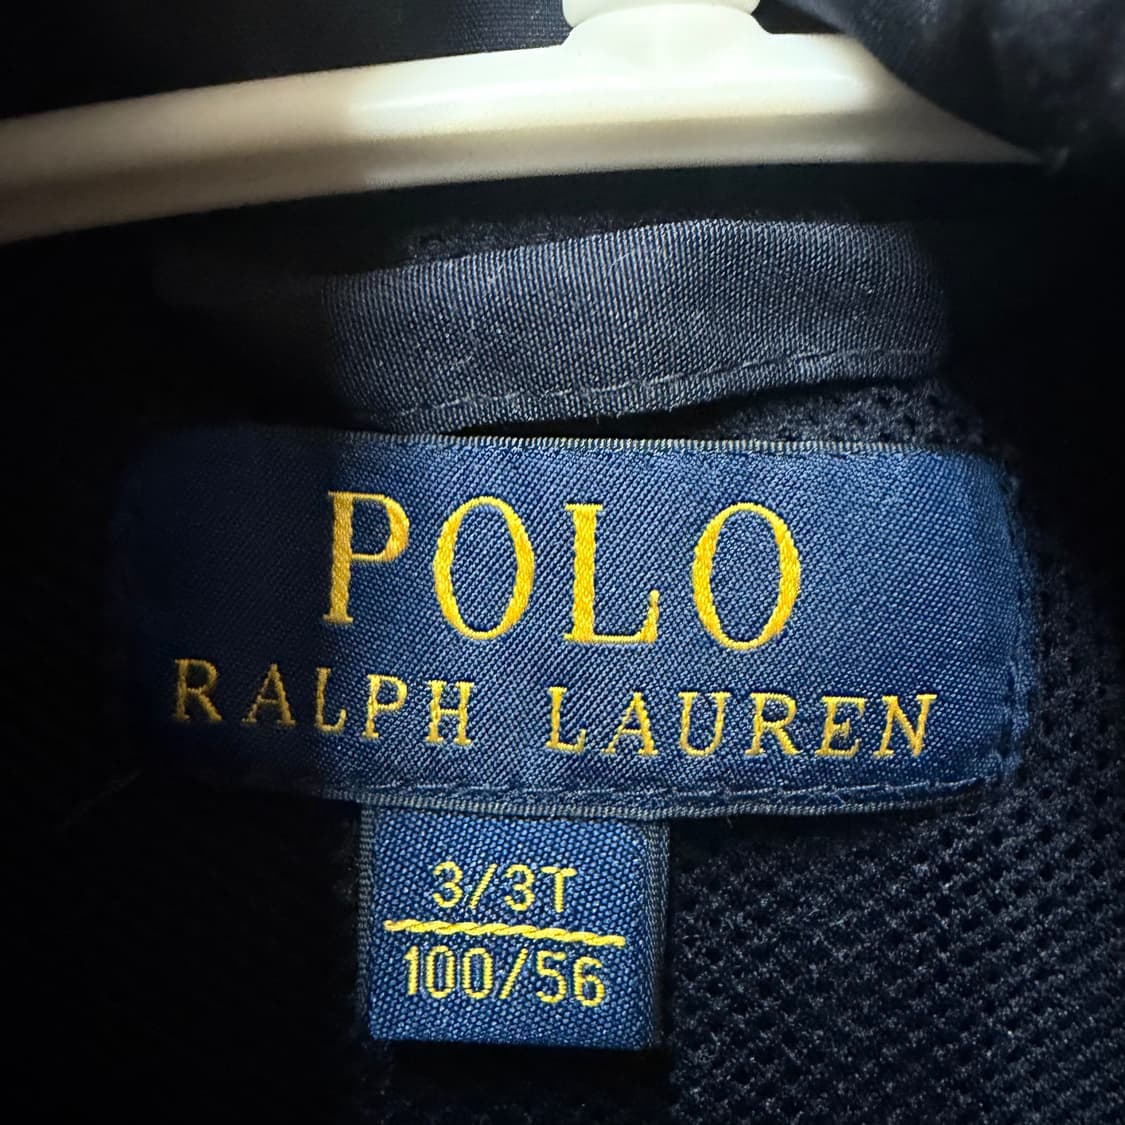 POLO
RALPH LAUREN
3/3T
100/56